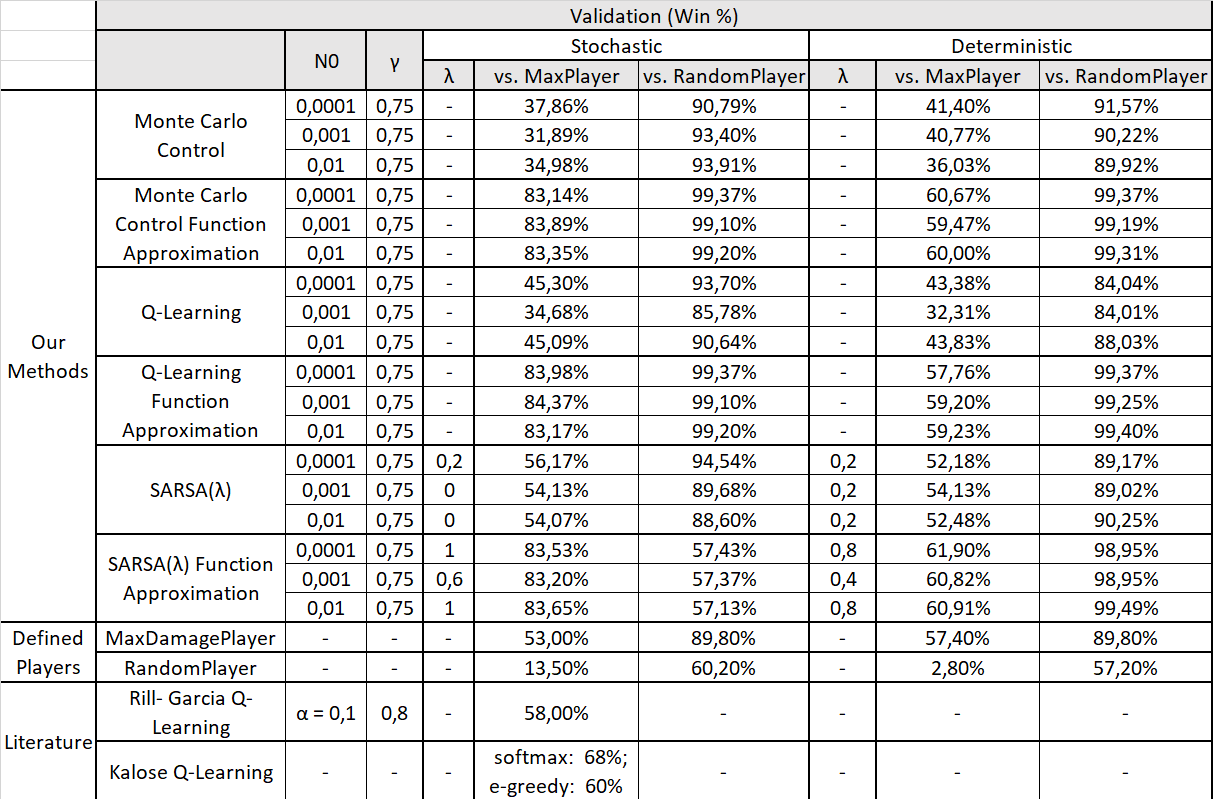 Validation (Win %)
N0 γ Stochastic Deterministic
λ vs. MaxPlayer vs. RandomPlayer λ vs. MaxPlayer vs. RandomPlayer
Our
Methods
Monte Carlo
Control
0,0001 0,75 - 37,86% 90,79% - 41,40% 91,57%
0,001 0,75 - 31,89% 93,40% - 40,77% 90,22%
0,01 0,75 - 34,98% 93,91% - 36,03% 89,92%
Monte Carlo
Control Function
Approximation
0,0001 0,75 - 83,14% 99,37% - 60,67% 99,37%
0,001 0,75 - 83,89% 99,10% - 59,47% 99,19%
0,01 0,75 - 83,35% 99,20% - 60,00% 99,31%
Q-Learning
0,0001 0,75 - 45,30% 93,70% - 43,38% 84,04%
0,001 0,75 - 34,68% 85,78% - 32,31% 84,01%
0,01 0,75 - 45,09% 90,64% - 43,83% 88,03%
Q-Learning
Function
Approximation
0,0001 0,75 - 83,98% 99,37% - 57,76% 99,37%
0,001 0,75 - 84,37% 99,10% - 59,20% 99,25%
0,01 0,75 - 83,17% 99,20% - 59,23% 99,40%
SARSA(λ)
0,0001 0,75 0,2 56,17% 94,54% 0,2 52,18% 89,17%
0,001 0,75 0 54,13% 89,68% 0,2 54,13% 89,02%
0,01 0,75 0 54,07% 88,60% 0,2 52,48% 90,25%
SARSA(λ) Function
Approximation
0,0001 0,75 1 83,53% 57,43% 0,8 61,90% 98,95%
0,001 0,75 0,6 83,20% 57,37% 0,4 60,82% 98,95%
0,01 0,75 1 83,65% 57,13% 0,8 60,91% 99,49%
Defined
Players
MaxDamagePlayer - - - 53,00% 89,80% - 57,40% 89,80%
RandomPlayer - - - 13,50% 60,20% - 2,80% 57,20%
Literature
Rill- Garcia Q-
Learning
α = 0,1 0,8 - 58,00% - - - -
Kalose Q-Learning - - - softmax: 68%;
e-greedy: 60% - - - -